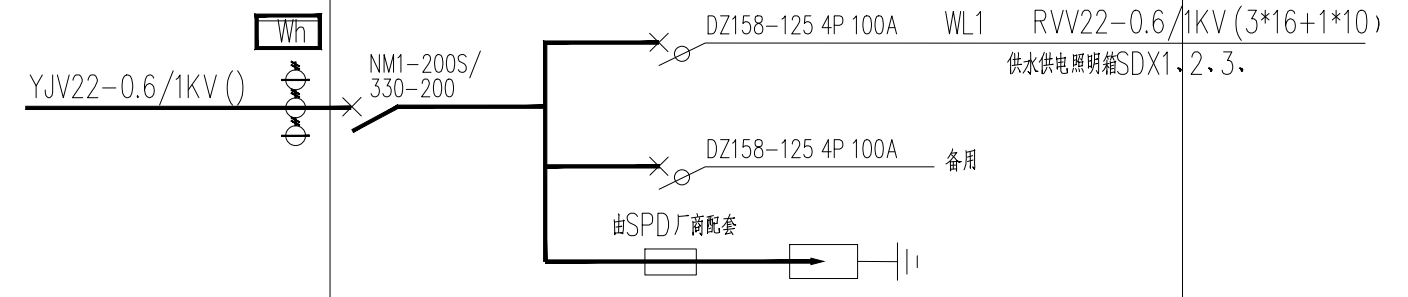 Wh
DZ158-125 4P 100A WL1 RVV22-0.6/1KV(3*16+1*10)
供水供电照明箱SDX1、2、3、
NM1-200S/
330-200
YJV22-0.6/1KV()
DZ158-125 4P 100A 备用
由SPD厂商配套